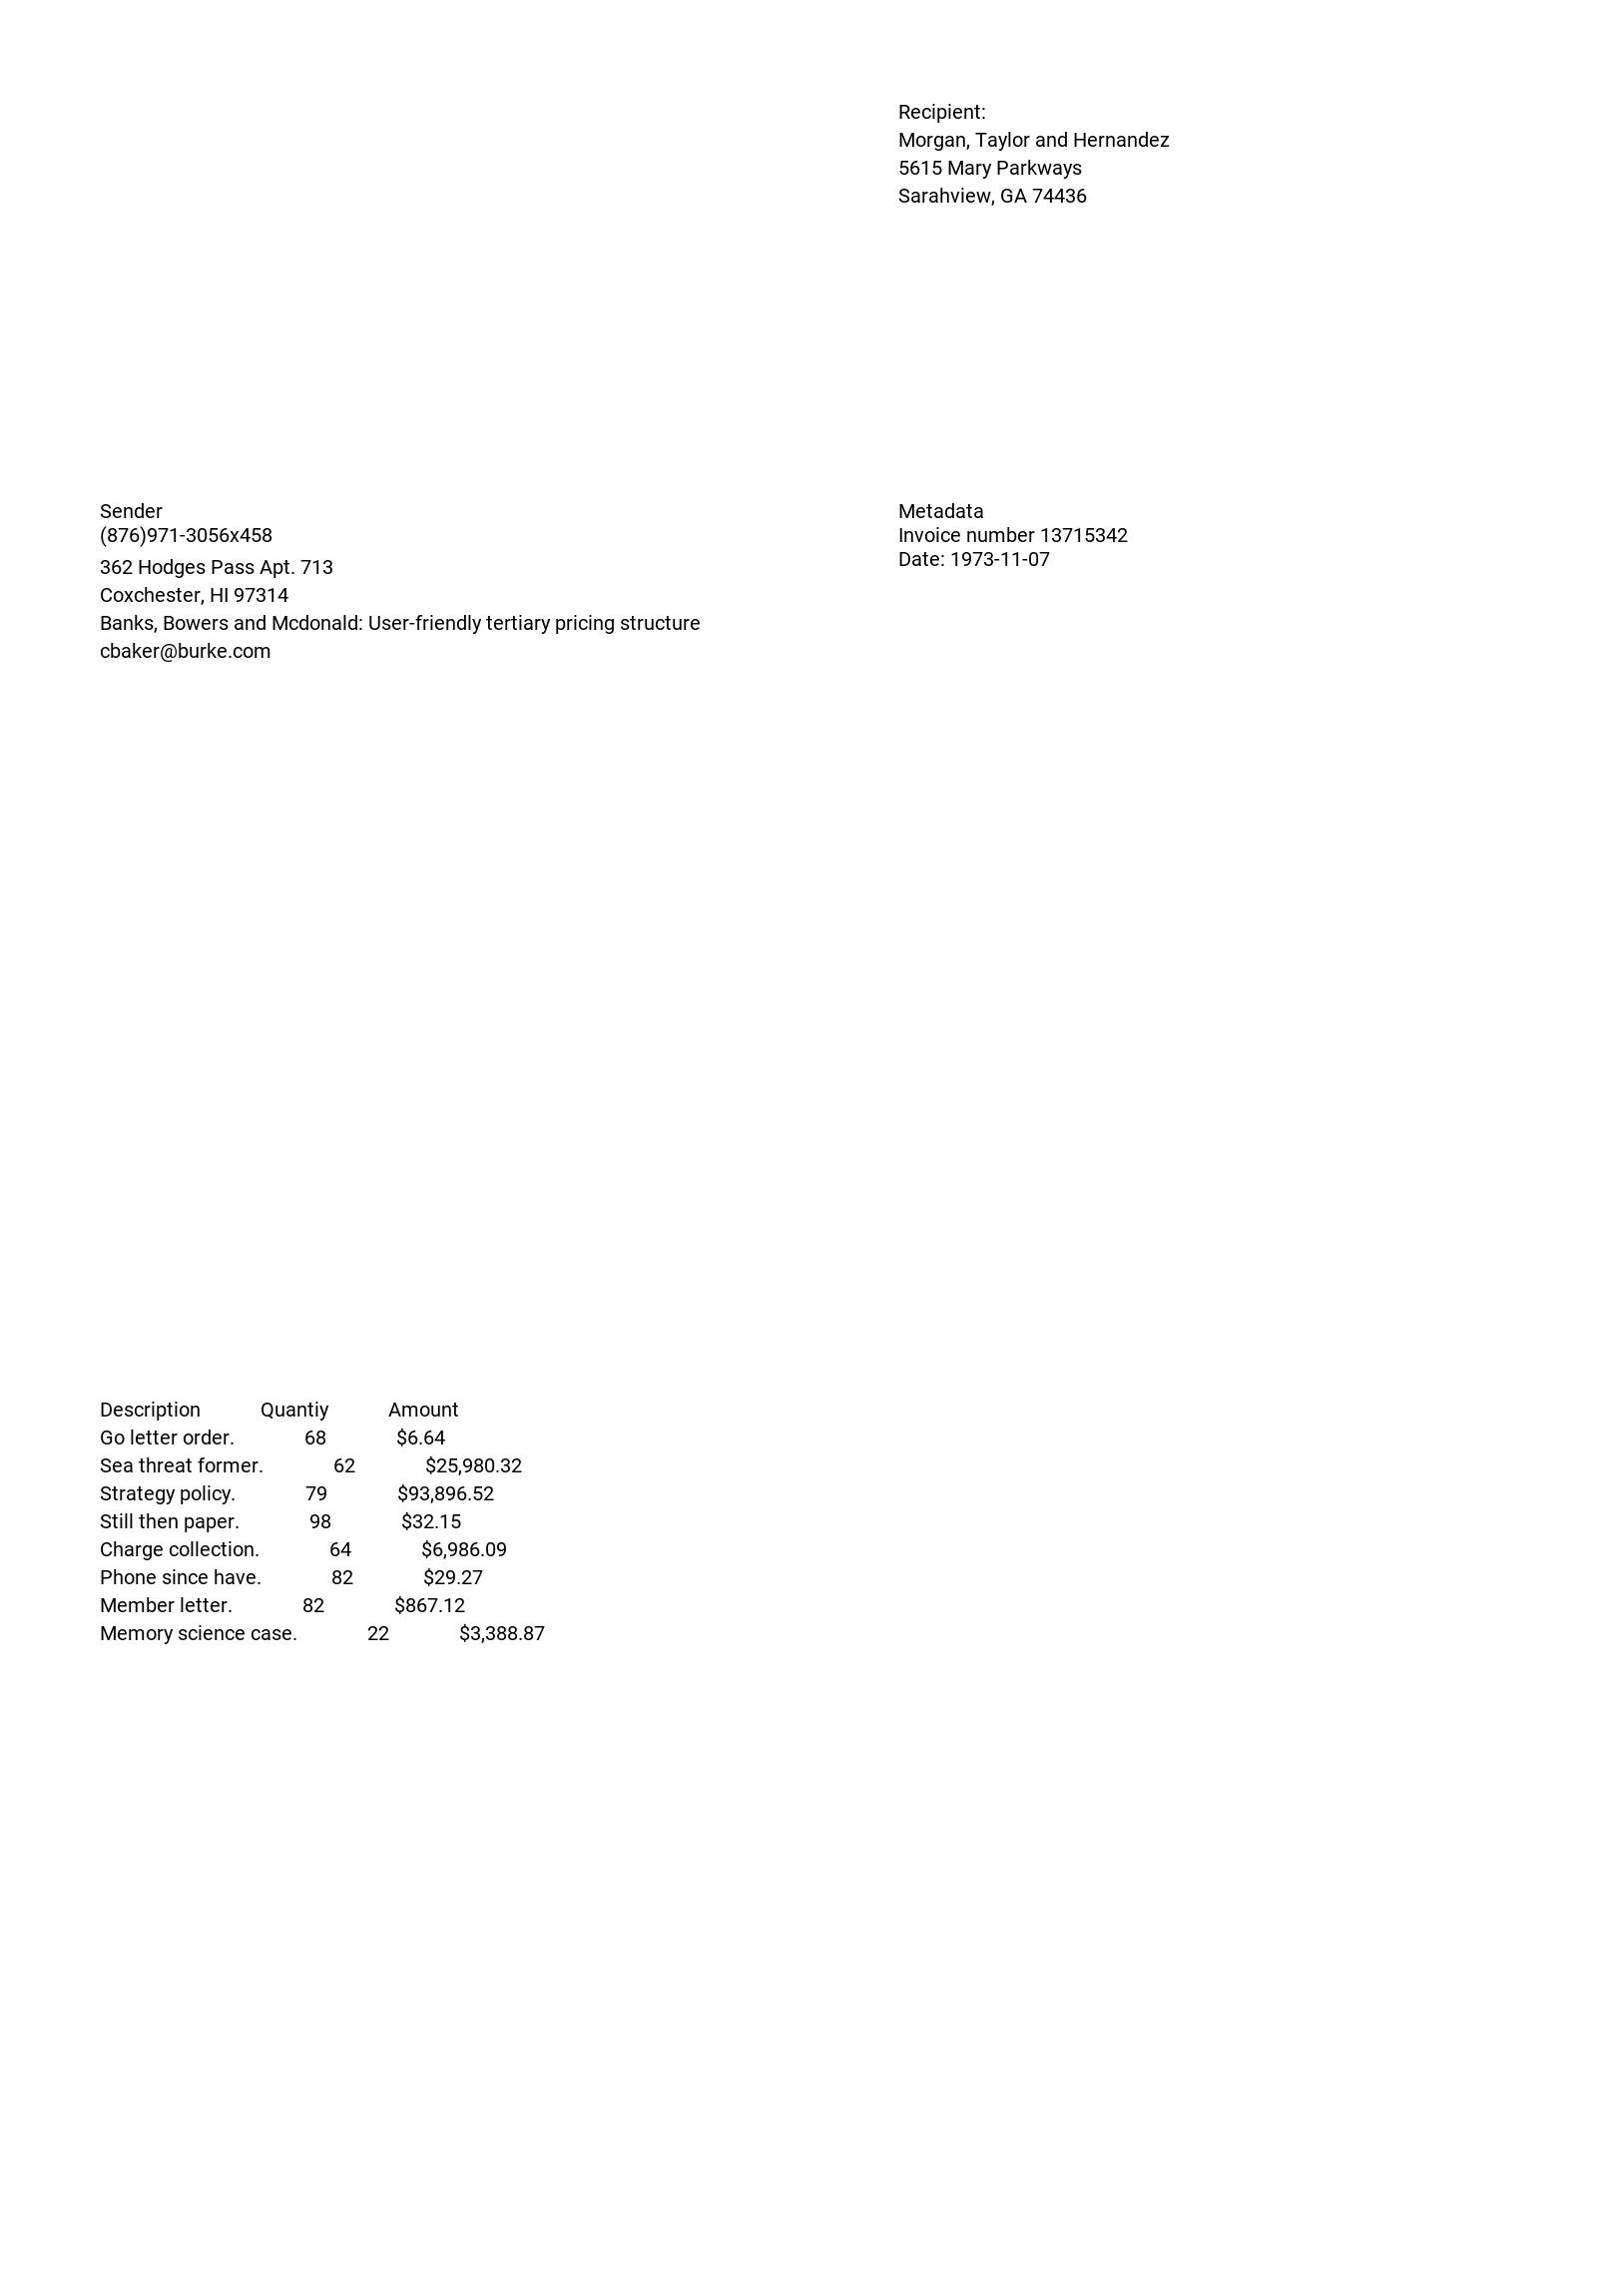 Recipient:
Morgan, Taylor and Hernandez
5615 Mary Parkways
Sarahview, GA 74436
Sender
(876)971-3056x458
362 Hodges Pass Apt. 713
Coxchester, HI 97314
Banks, Bowers and Mcdonald: User-friendly tertiary pricing structure
cbaker@burke.com
Metadata
Invoice number 13715342
Date: 1973-11-07
Description Quantiy Amount
Go letter order. 68 $6.64
Sea threat former. 62 $25,980.32
Strategy policy. 79 $93,896.52
Still then paper. 98 $32.15
Charge collection. 64 $6,986.09
Phone since have. 82 $29.27
Member letter. 82 $867.12
Memory science case. 22 $3,388.87